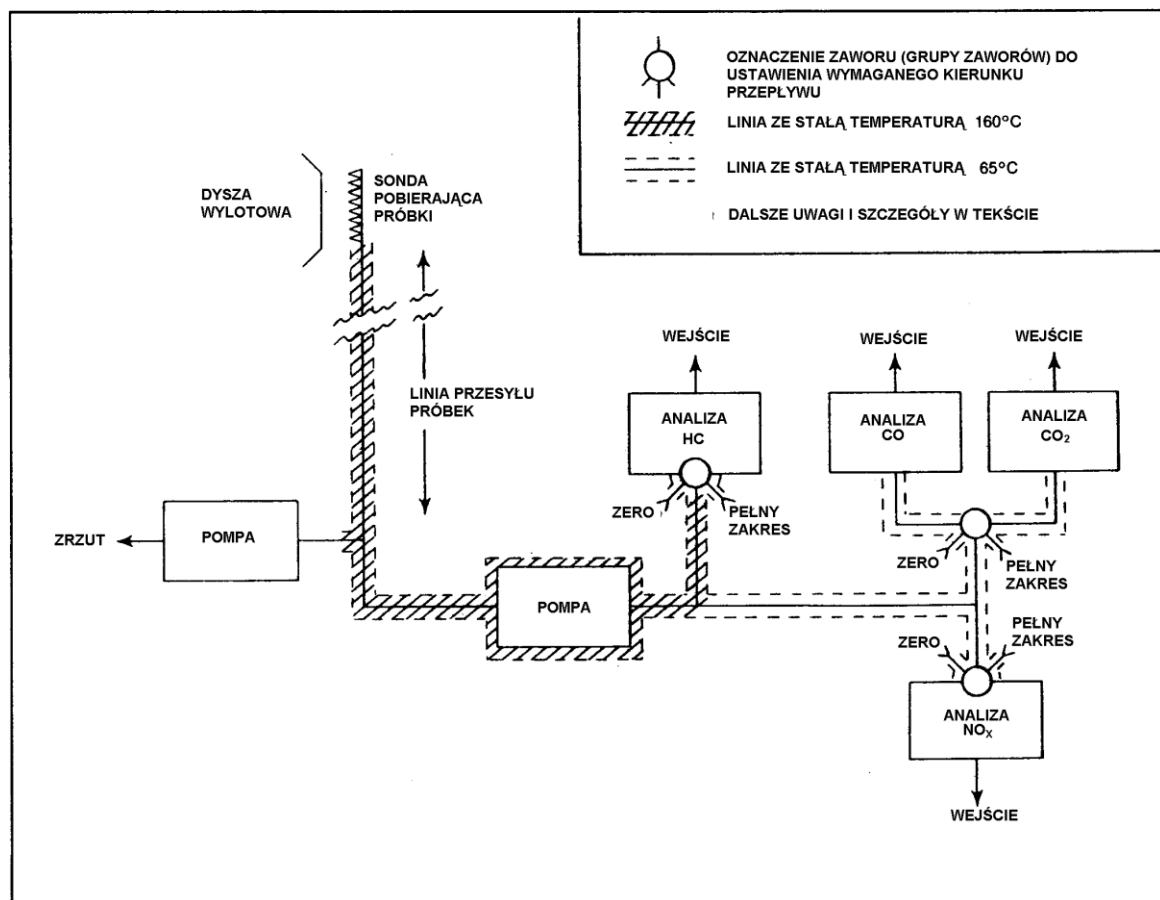 OZNACZENIE ZAWORU (GRUPY ZAWORÓW) DO
USTAWIENIA WYMAGANEGO KIERUNKU
PRZEPŁYWU
LINIA ZE STAŁĄ TEMPERATURĄ 160°C
LINIA ZE STAŁĄ TEMPERATURĄ 65°C
DALSZE UWAGI I SZCZEGÓŁY W TEKŚCIE
DYSZA
WYLOTOWA
SONDA
POBIERAJĄCA
PRÓBKI
LINIA PRZESYŁU
PRÓBEK
WEJŚCIE
WEJŚCIE
WEJŚCIE
ANALIZA
HC
ANALIZA
CO
ANALIZA
CO₂
ZERO
PEŁNY
ZAKRES
ZRZUT
POMPA
POMPA
ZERO
PEŁNY
ZAKRES
ZERO
PEŁNY
ZAKRES
ANALIZA
NOₓ
WEJŚCIE